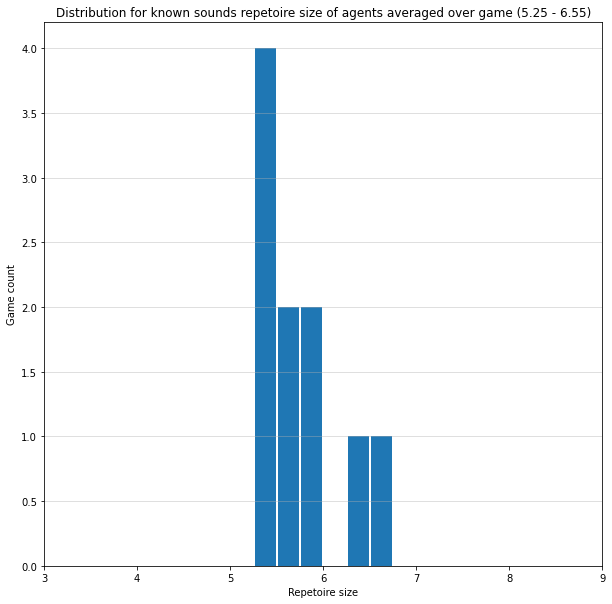 Distribution for known sounds repetoire size of agents averaged over game (5.25 - 6.55)
4.0
3.5
3.0
2.5
2.0
1.5
1.0
0.5
0.0
Game count
3 4 5 6 7 8 9
Repetoire size